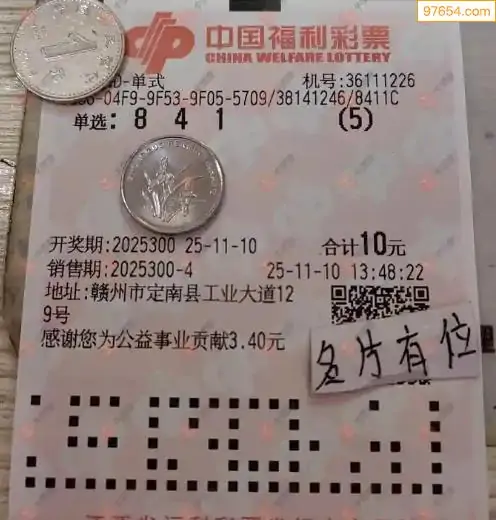 97654.com
中国福利彩票
CHINA WELFARE LOTTERY
D-单式 机号:36111226
-04F9-9F53-9F05-5709/38141246/8411C
单选: 8 4 1 (5)
开奖期:2025300 25-11-10 合计10元
销售期:2025300-4 25-11-10 13:48:22
地址:赣州市定南县工业大道12
9号
感谢您为公益事业贡献3.40元
名片有位